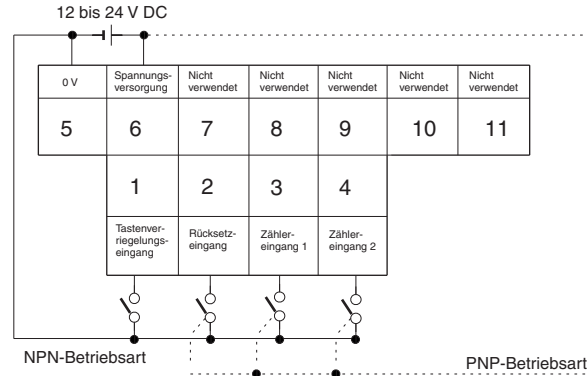 12 bis 24 V DC
0 V
Spannungs-
versorgung
Nicht
verwendet
Nicht
verwendet
Nicht
verwendet
Nicht
verwendet
Nicht
verwendet
5 6 7 8 9 10 11
1 2 3 4
Tastenver-
riegelungs-
eingang
Rücksetz-
eingang
Zähler-
eingang 1
Zähler-
eingang 2
NPN-Betriebsart
PNP-Betriebsart